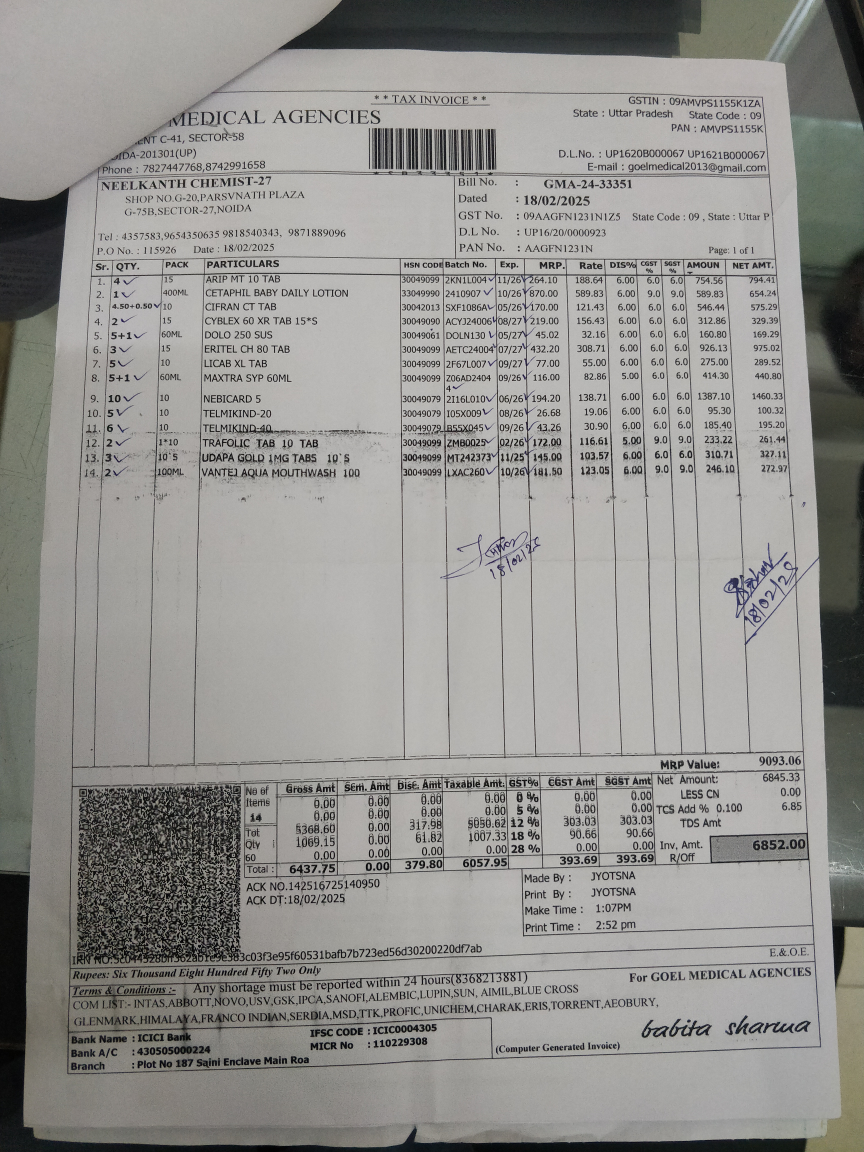 * * TAX INVOICE * *
GSTIN : 09AMVPS1155K1ZA
State : Uttar Pradesh State Code : 09
PAN : AMVPS1155K
MEDICAL AGENCIES
C-41, SECTOR-58
201301(UP)
Phone : 7827447768,8742991658
D.L.No. : UP1620B000067 UP1621B000067
E-mail : goelmedical2013@gmail.com
NEELKANTH CHEMIST-27
SHOP NO.G-20,PARSVNATH PLAZA
G-75B,SECTOR-27,NOIDA
Tel : 4357583,9654350635 9818540343, 9871889096
P.O No. : 115926 Date : 18/02/2025
Bill No. : GMA-24-33351
Dated : 18/02/2025
GST No. : 09AAGFN1231N1Z5 State Code : 09 , State : Uttar P
D.L No. : UP16/20/0000923
PAN No. : AAGFN1231N
Page: 1 of 1
Sr. QTY. PACK PARTICULARS HSN CODE Batch No. Exp. MRP. Rate DIS% CGST % SGST % AMOUN NET AMT.
1. 4 15 ARIP MT 10 TAB 30049099 2KN1L004 11/26 264.10 188.64 6.00 6.0 6.0 754.56 794.41
2. 1 400ML CETAPHIL BABY DAILY LOTION 33049990 2410907 10/26 870.00 589.83 6.00 9.0 9.0 589.83 654.24
3. 4.50+0.50 10 CIFRAN CT TAB 30042013 SXF1086A 05/26 170.00 121.43 6.00 6.0 6.0 546.44 575.29
4. 2 15 CYBLEX 60 XR TAB 15*S 30049090 ACY324006 08/27 219.00 156.43 6.00 6.0 6.0 312.86 329.39
5. 5+1 60ML DOLO 250 SUS 30049061 DOLN130 05/27 45.02 32.16 6.00 6.0 6.0 160.80 169.29
6. 3 15 ERITEL CH 80 TAB 30049099 AETC24004 07/27 432.20 308.71 6.00 6.0 6.0 926.13 975.02
7. 5 10 LICAB XL TAB 30049099 2F67L007 09/27 77.00 55.00 6.00 6.0 6.0 275.00 289.52
8. 5+1 60ML MAXTRA SYP 60ML 30049099 Z06AD2404 09/26 116.00 82.86 5.00 6.0 6.0 414.30 440.80
4
9. 10 10 NEBICARD 5 30049079 2I16L010 06/26 194.20 138.71 6.00 6.0 6.0 1387.10 1460.33
10. 5 10 TELMIKIND-20 30049079 105X009 08/26 26.68 19.06 6.00 6.0 6.0 95.30 100.32
11. 6 10 TELMIKIND-40 30049079 B55X045 09/26 43.26 30.90 6.00 6.0 6.0 185.40 195.20
12. 2 1*10 TRAFOLIC TAB 10 TAB 30049099 ZMB0025 02/26 172.00 116.61 5.00 9.0 9.0 233.22 261.44
13. 3 10`S UDAPA GOLD 1MG TABS 10`S 30049099 MT242373 11/25 145.00 103.57 6.00 6.0 6.0 310.71 327.11
14. 2 100ML VANTEJ AQUA MOUTHWASH 100 30049099 LXAC260 10/26 181.50 123.05 6.00 9.0 9.0 246.10 272.97
18/02/25
18/02/25
MRP Value: 9093.06
No of Items 14 Tot Qty : 60
Gross Amt Sem. Amt Disc. Amt Taxable Amt. GST% CGST Amt SGST Amt
0.00 0.00 0.00 0.00 0 % 0.00 0.00
0.00 0.00 0.00 0.00 5 % 0.00 0.00
5368.60 0.00 317.98 5050.62 12 % 303.03 303.03
1069.15 0.00 61.82 1007.33 18 % 90.66 90.66
0.00 0.00 0.00 0.00 28 % 0.00 0.00
Total : 6437.75 0.00 379.80 6057.95 393.69 393.69
Net Amount: 6845.33
LESS CN 0.00
TCS Add % 0.100 6.85
TDS Amt
Inv. Amt. 6852.00
R/Off
ACK NO.142516725140950
ACK DT:18/02/2025
Made By : JYOTSNA
Print By : JYOTSNA
Make Time : 1:07PM
Print Time : 2:52 pm
E.&O.E.
Rupees: Six Thousand Eight Hundred Fifty Two Only
Terms & Conditions :- Any shortage must be reported within 24 hours(8368213881)
COM LIST:- INTAS,ABBOTT,NOVO,USV,GSK,IPCA,SANOFI,ALEMBIC,LUPIN,SUN, AIMIL,BLUE CROSS
GLENMARK,HIMALAYA,FRANCO INDIAN,SERDIA,MSD,TTK,PROFIC,UNICHEM,CHARAK,ERIS,TORRENT,AEOBURY,
For GOEL MEDICAL AGENCIES
Bank Name : ICICI Bank IFSC CODE : ICIC0004305
Bank A/C : 430505000224 MICR No : 110229308
Branch : Plot No 187 Saini Enclave Main Roa
(Computer Generated Invoice)
babita sharma